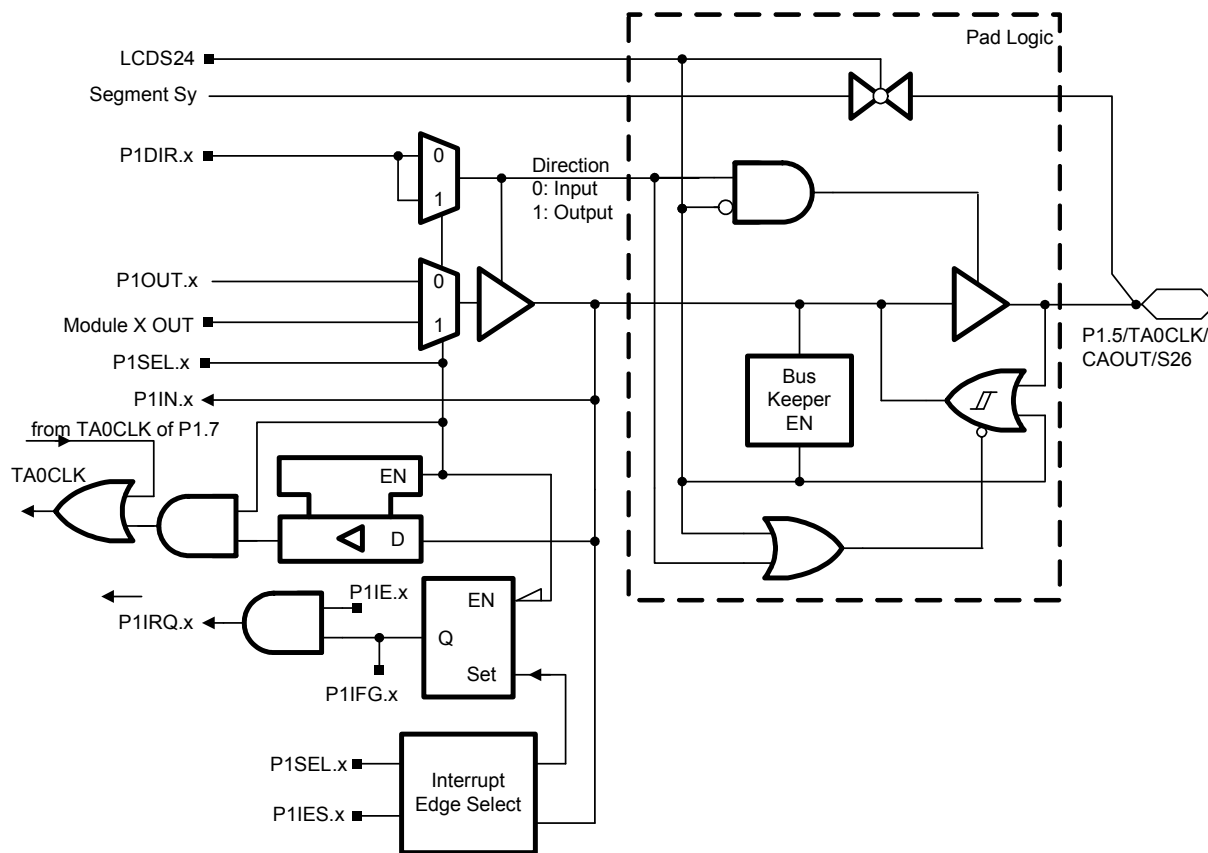 Pad Logic
LCDS24
Segment Sy
P1DIR.x
0
1
Direction
0: Input
1: Output
P1OUT.x
0
Module X OUT
1
P1SEL.x
P1IN.x
P1.5/TA0CLK/
CAOUT/S26
Bus
Keeper
EN
from TA0CLK of P1.7
TA0CLK
EN
D
P1IE.x
EN
P1IRQ.x
Q
Set
P1IFG.x
P1SEL.x
P1IES.x
Interrupt
Edge Select